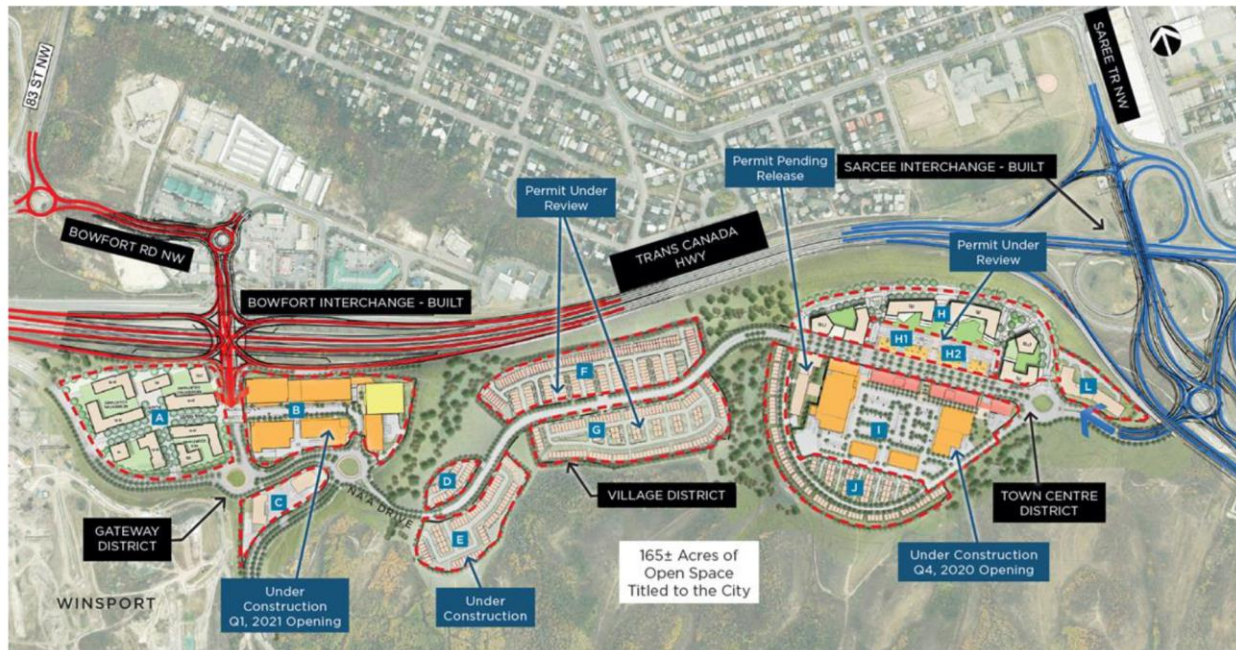 83 ST NW
SAREE TR NW
Permit Pending
Release
SARCEE INTERCHANGE - BUILT
Permit Under
Review
BOWFORT RD NW
TRANS CANADA
HWY
Permit Under
Review
BOWFORT INTERCHANGE - BUILT
H
H1
H2
F
L
A
B
G
I
D
J
VILLAGE DISTRICT
TOWN CENTRE
DISTRICT
C
NA'A DRIVE
E
GATEWAY
DISTRICT
165± Acres of
Open Space
Titled to the City
Under Construction
Q4, 2020 Opening
Under
Construction
Q1, 2021 Opening
Under
Construction
WINSPORT